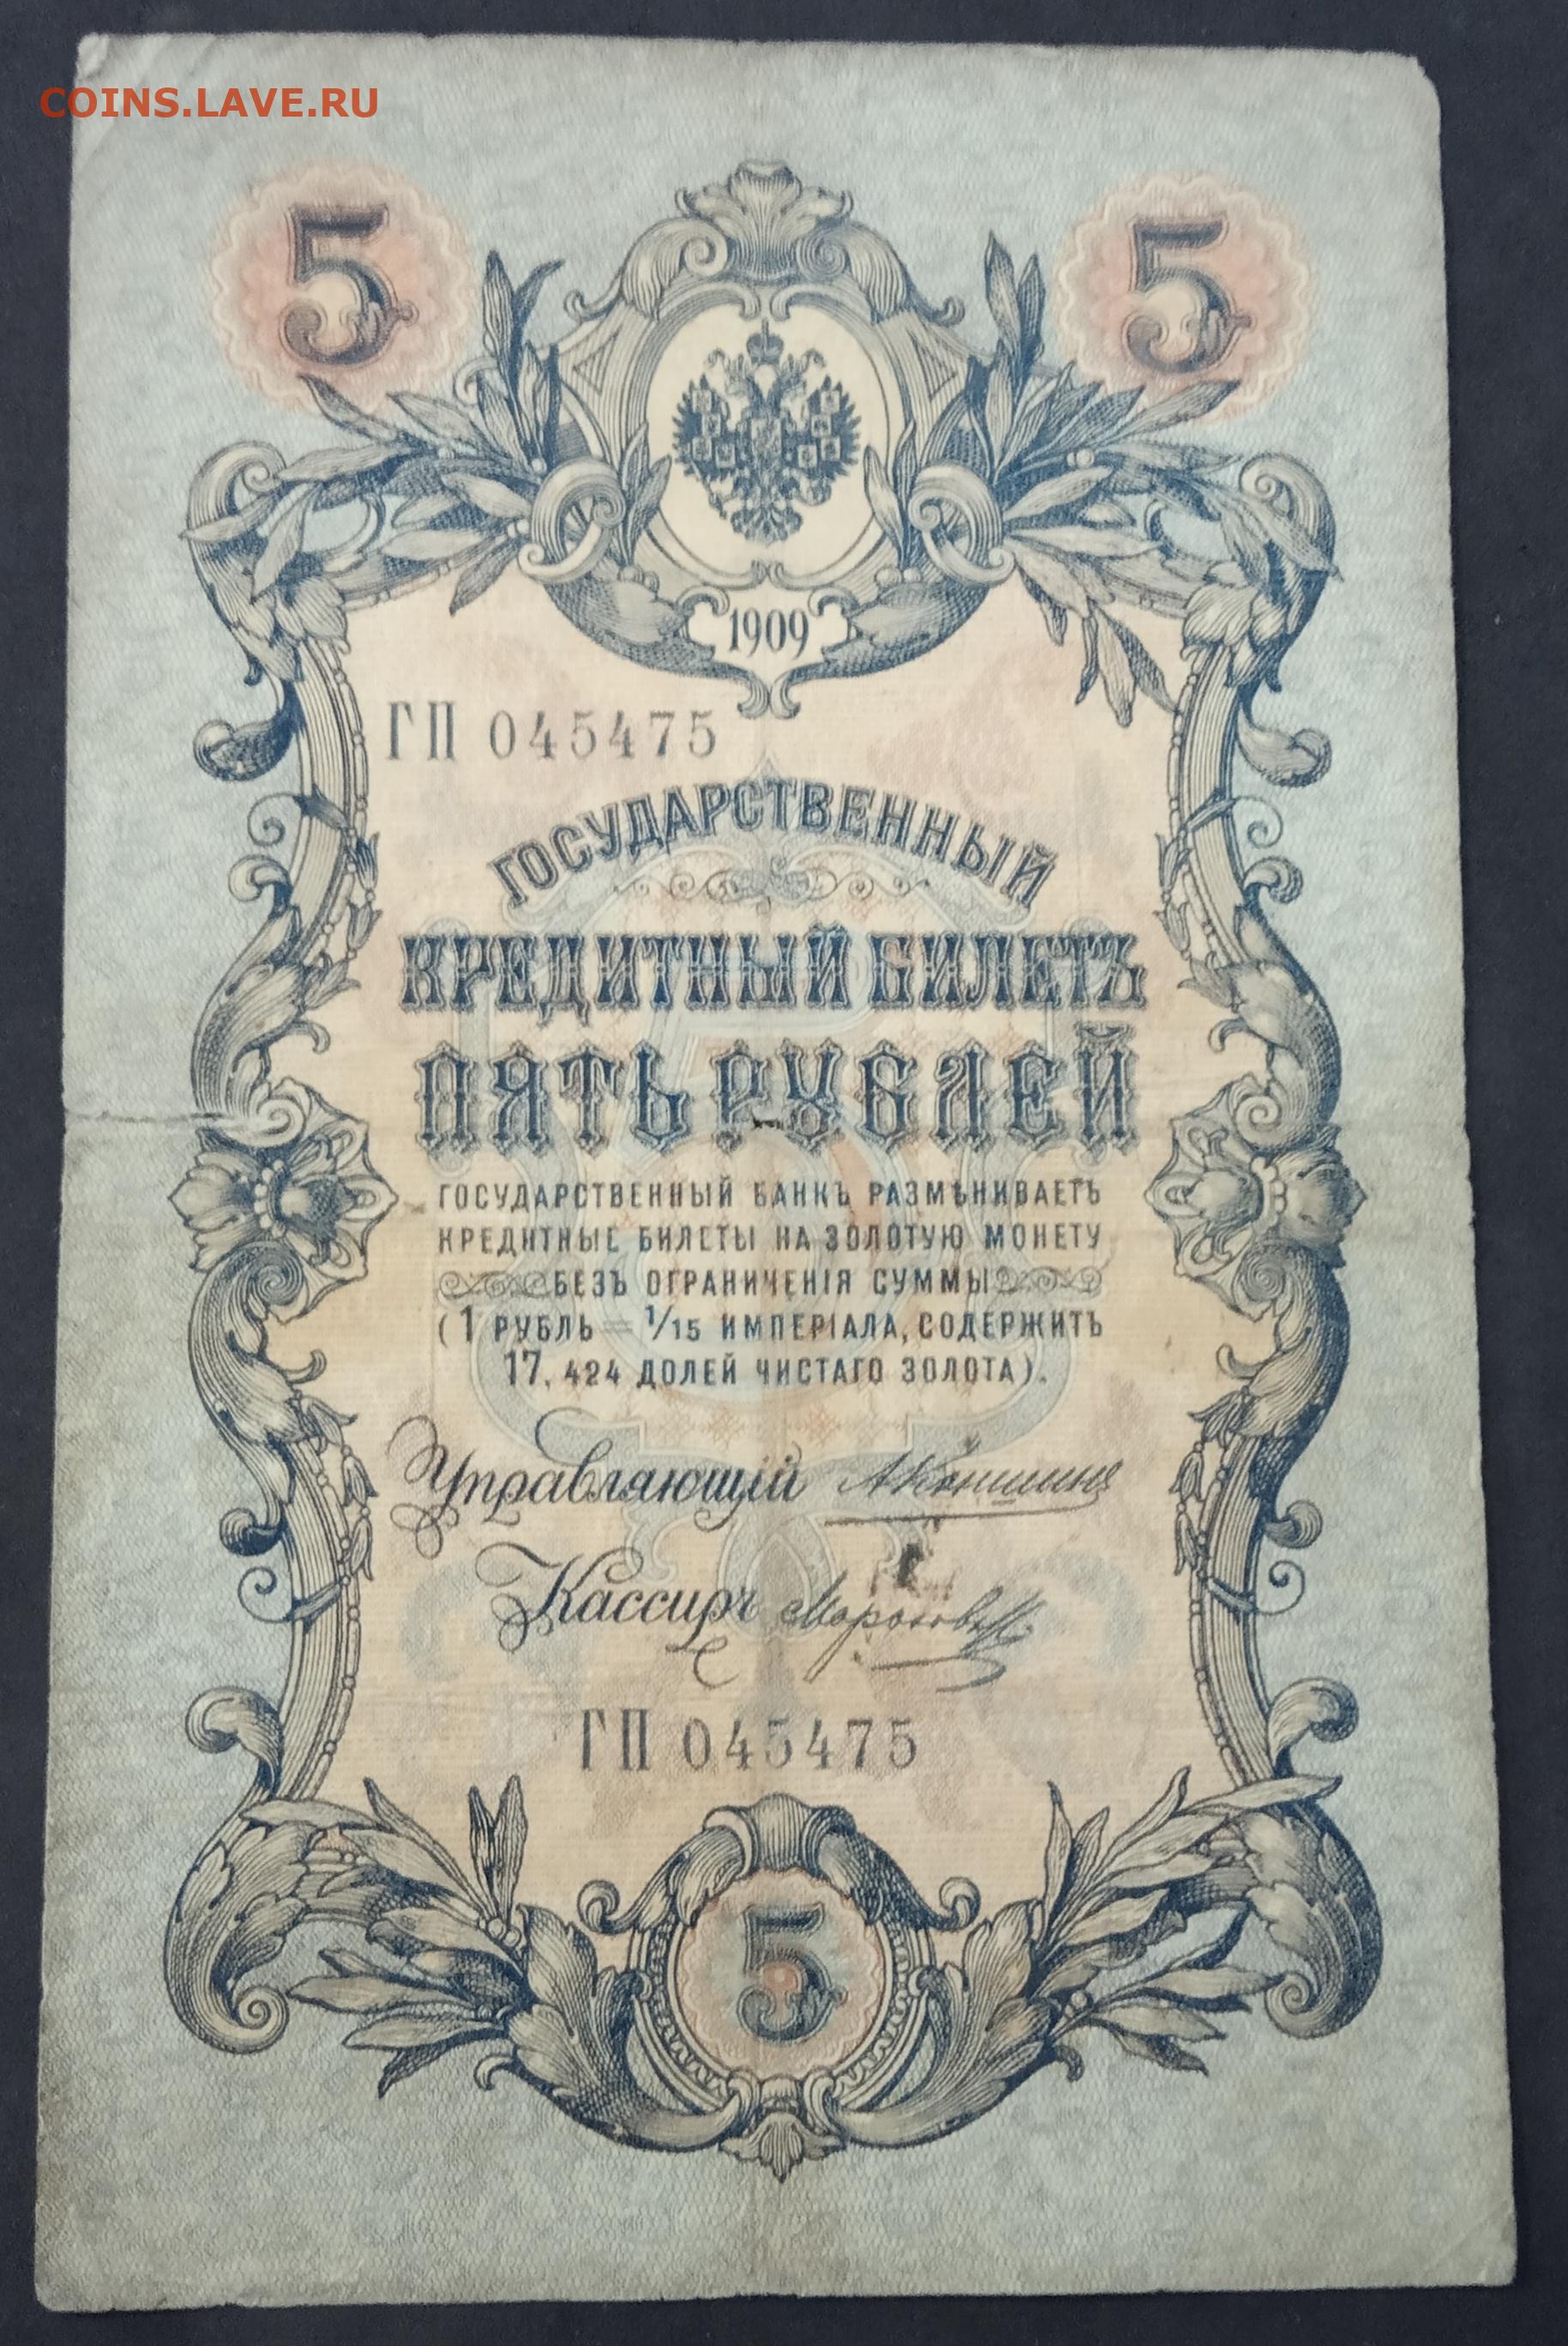 COINS.LAVE.RU
5 5
1909
ГП 045475
ГОСУДАРСТВЕННЫЙ
КРЕДИТНЫЙ БИЛЕТЪ
ПЯТЬ РУБЛЕЙ
ГОСУДАРСТВЕННЫЙ БАНКЪ РАЗМѢНИВАЕТЪ
КРЕДИТНЫЕ БИЛЕТЫ НА ЗОЛОТУЮ МОНЕТУ
БЕЗЪ ОГРАНИЧЕНІЯ СУММЫ
(1 РУБЛЬ = 1/15 ИМПЕРІАЛА, СОДЕРЖИТЪ
17,424 ДОЛЕЙ ЧИСТАГО ЗОЛОТА).
Управляющій АКоншинъ
Кассиръ Морозовъ
ГП 045475
5